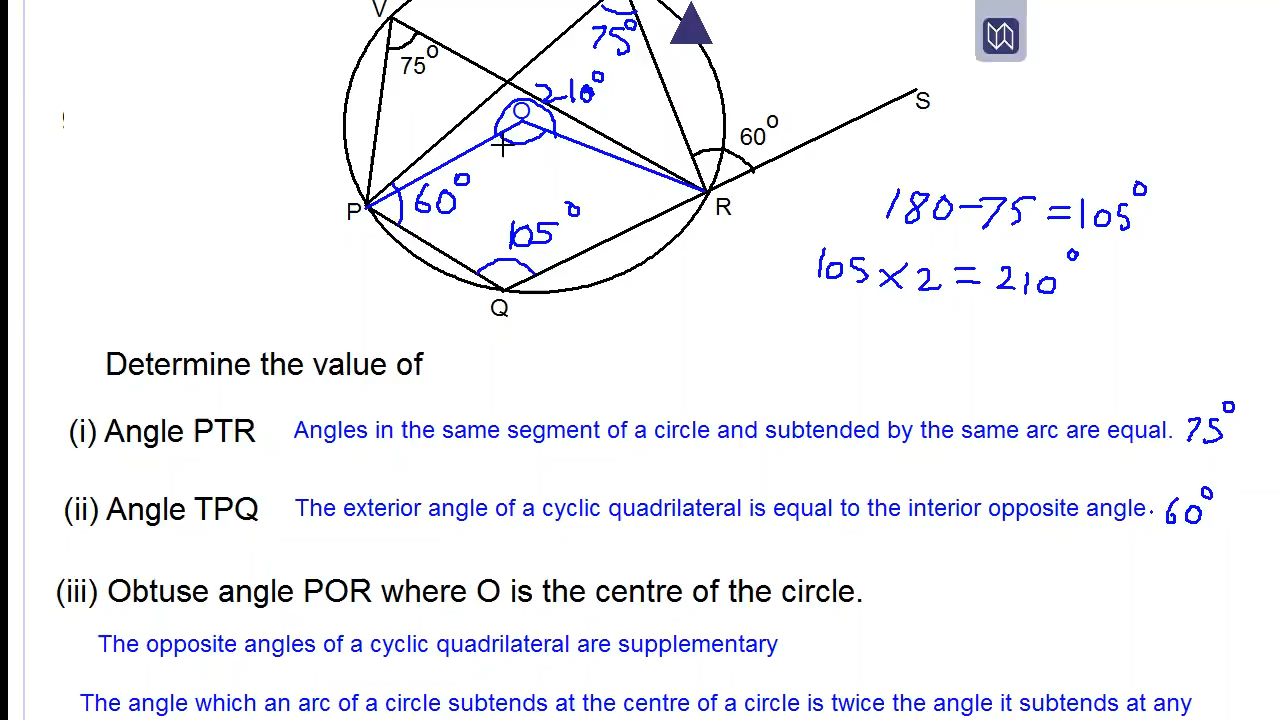 V
75°
75°
O
210°
S
60°
P
60°
R
105°
Q
180-75=105°
105×2=210°
Determine the value of
(i) Angle PTR Angles in the same segment of a circle and subtended by the same arc are equal. 75°
(ii) Angle TPQ The exterior angle of a cyclic quadrilateral is equal to the interior opposite angle. 60°
(iii) Obtuse angle POR where O is the centre of the circle.
The opposite angles of a cyclic quadrilateral are supplementary
The angle which an arc of a circle subtends at the centre of a circle is twice the angle it subtends at any